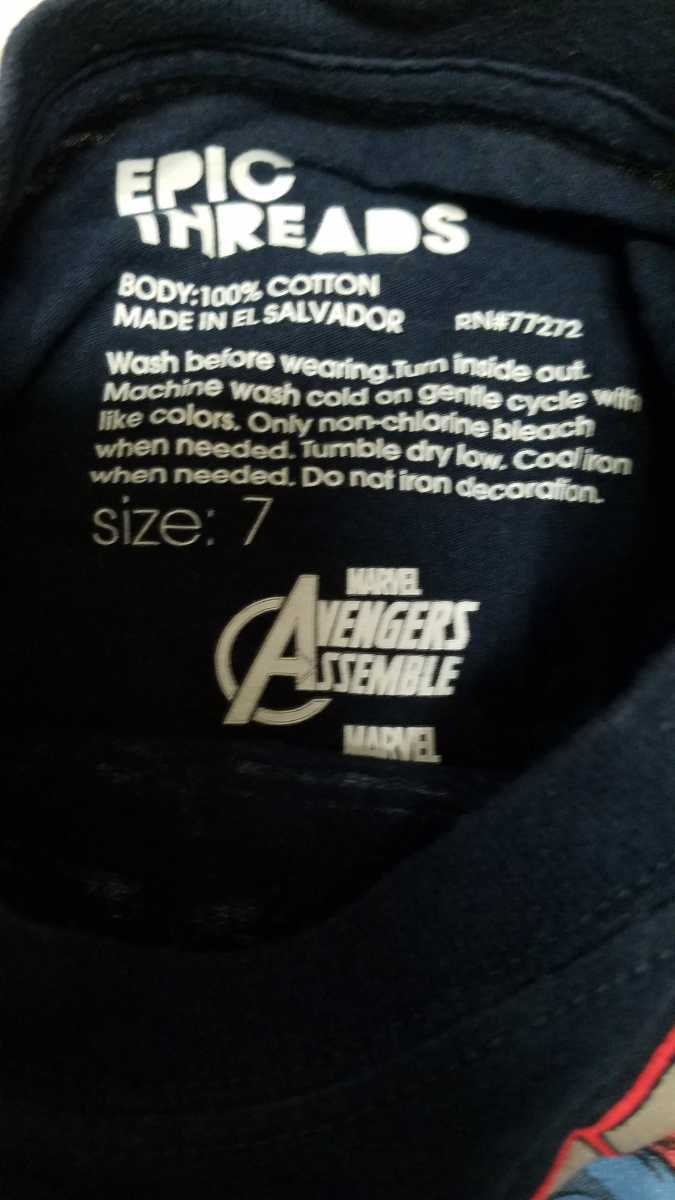 EPIC
THREADS
BODY:100% COTTON
MADE IN EL SALVADOR RN#77272
Wash before wearing.Turn inside out.
Machine wash cold on gentle cycle with
like colors. Only non-chlorine bleach
when needed. Tumble dry low. Cool iron
when needed. Do not iron decoration.
size: 7
MARVEL
AVENGERS
ASSEMBLE
MARVEL